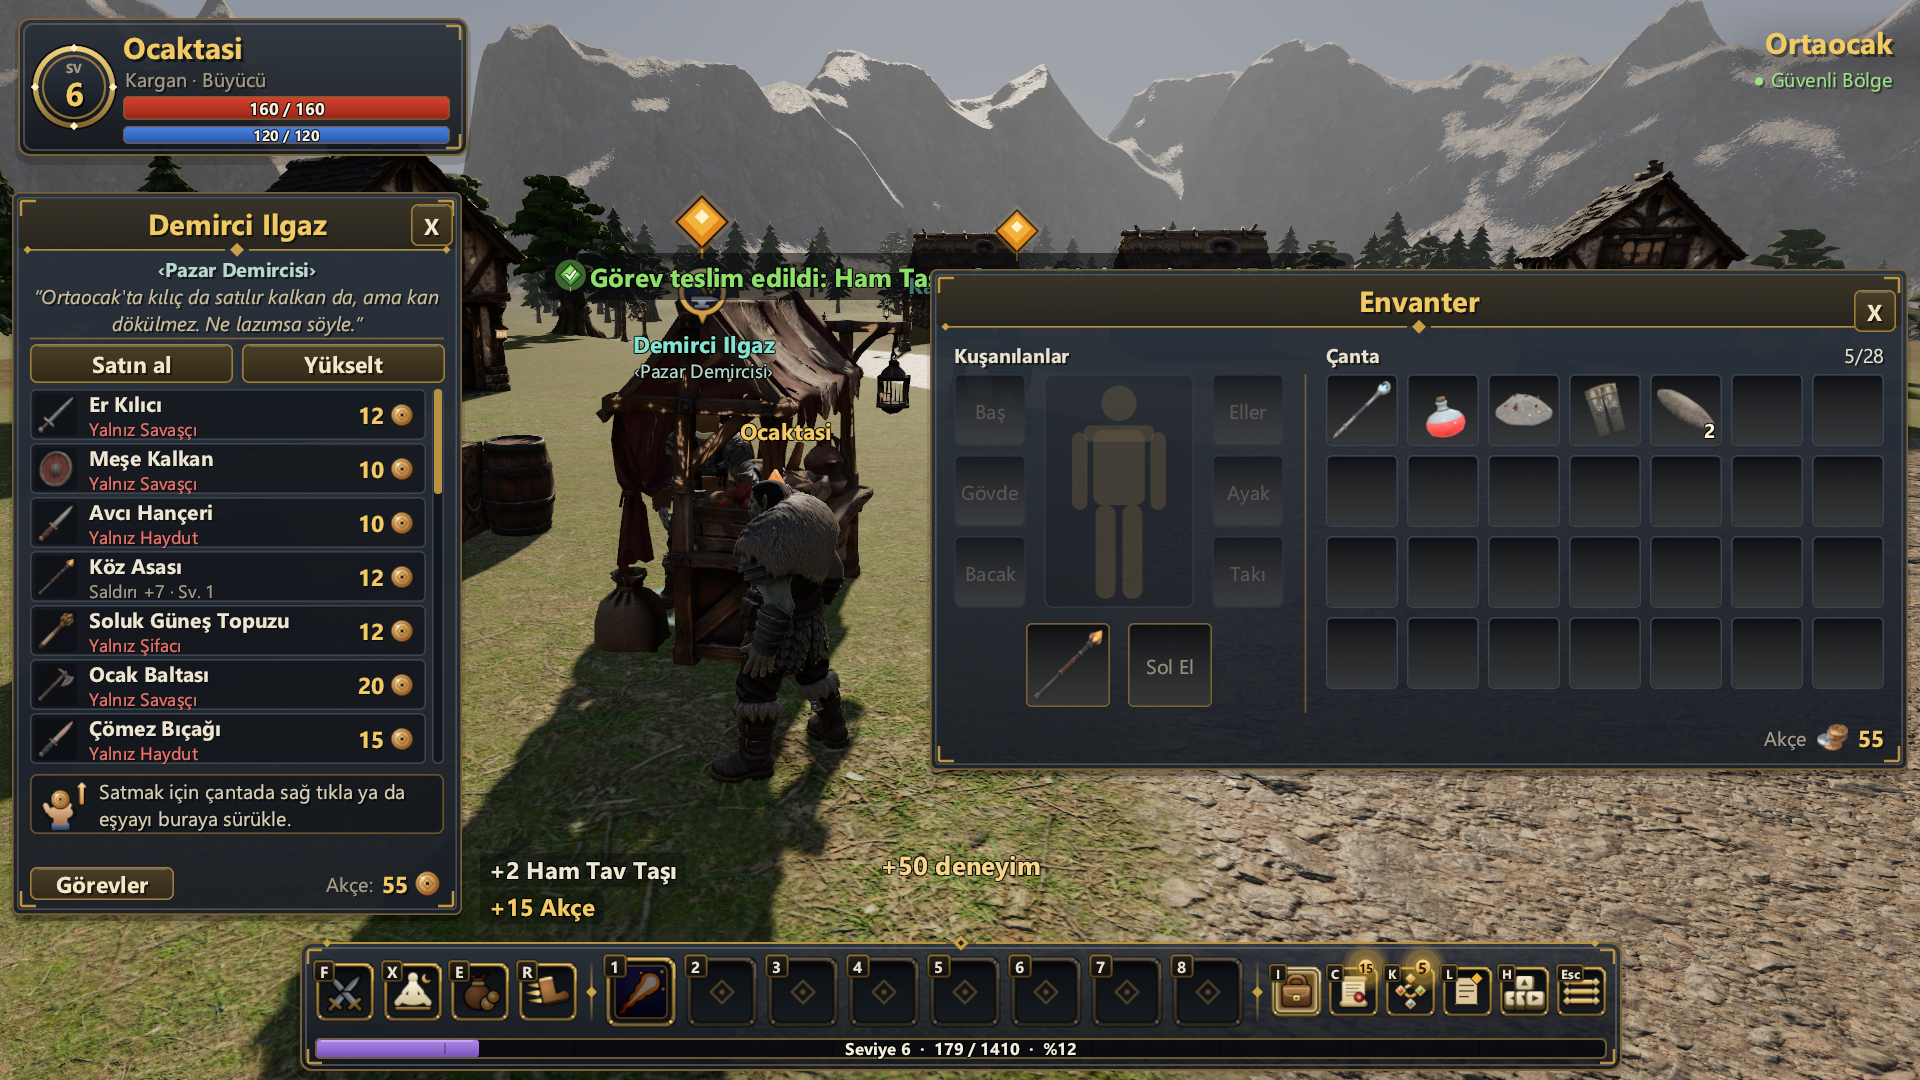 Ocaktasi
SV
6
Kargan · Büyücü
160 / 160
120 / 120
Ortaocak
Güvenli Bölge
Demirci Ilgaz
X
‹Pazar Demircisi›
“Ortaocak'ta kılıç da satılır kalkan da, ama kan
dökülmez. Ne lazımsa söyle.”
Satın al
Yükselt
Er Kılıcı
Yalnız Savaşçı
12
Meşe Kalkan
Yalnız Savaşçı
10
Avcı Hançeri
Yalnız Haydut
10
Köz Asası
Saldırı +7 · Sv. 1
12
Soluk Güneş Topuzu
Yalnız Şifacı
12
Ocak Baltası
Yalnız Savaşçı
20
Çömez Bıçağı
Yalnız Haydut
15
Satmak için çantada sağ tıkla ya da
eşyayı buraya sürükle.
Görevler
Akçe: 55
Görev teslim edildi: Ham
Demirci Ilgaz
‹Pazar Demircisi›
Ocaktasi
Envanter
X
Kuşanılanlar
Çanta
5/28
Baş
Eller
Gövde
Ayak
Bacak
Takı
Sol El
2
Akçe 55
+2 Ham Tav Taşı
+15 Akçe
+50 deneyim
F
X
E
R
1
2
3
4
5
6
7
8
I
C
15
K
5
L
H
Esc
Seviye 6 · 179 / 1410 · %12